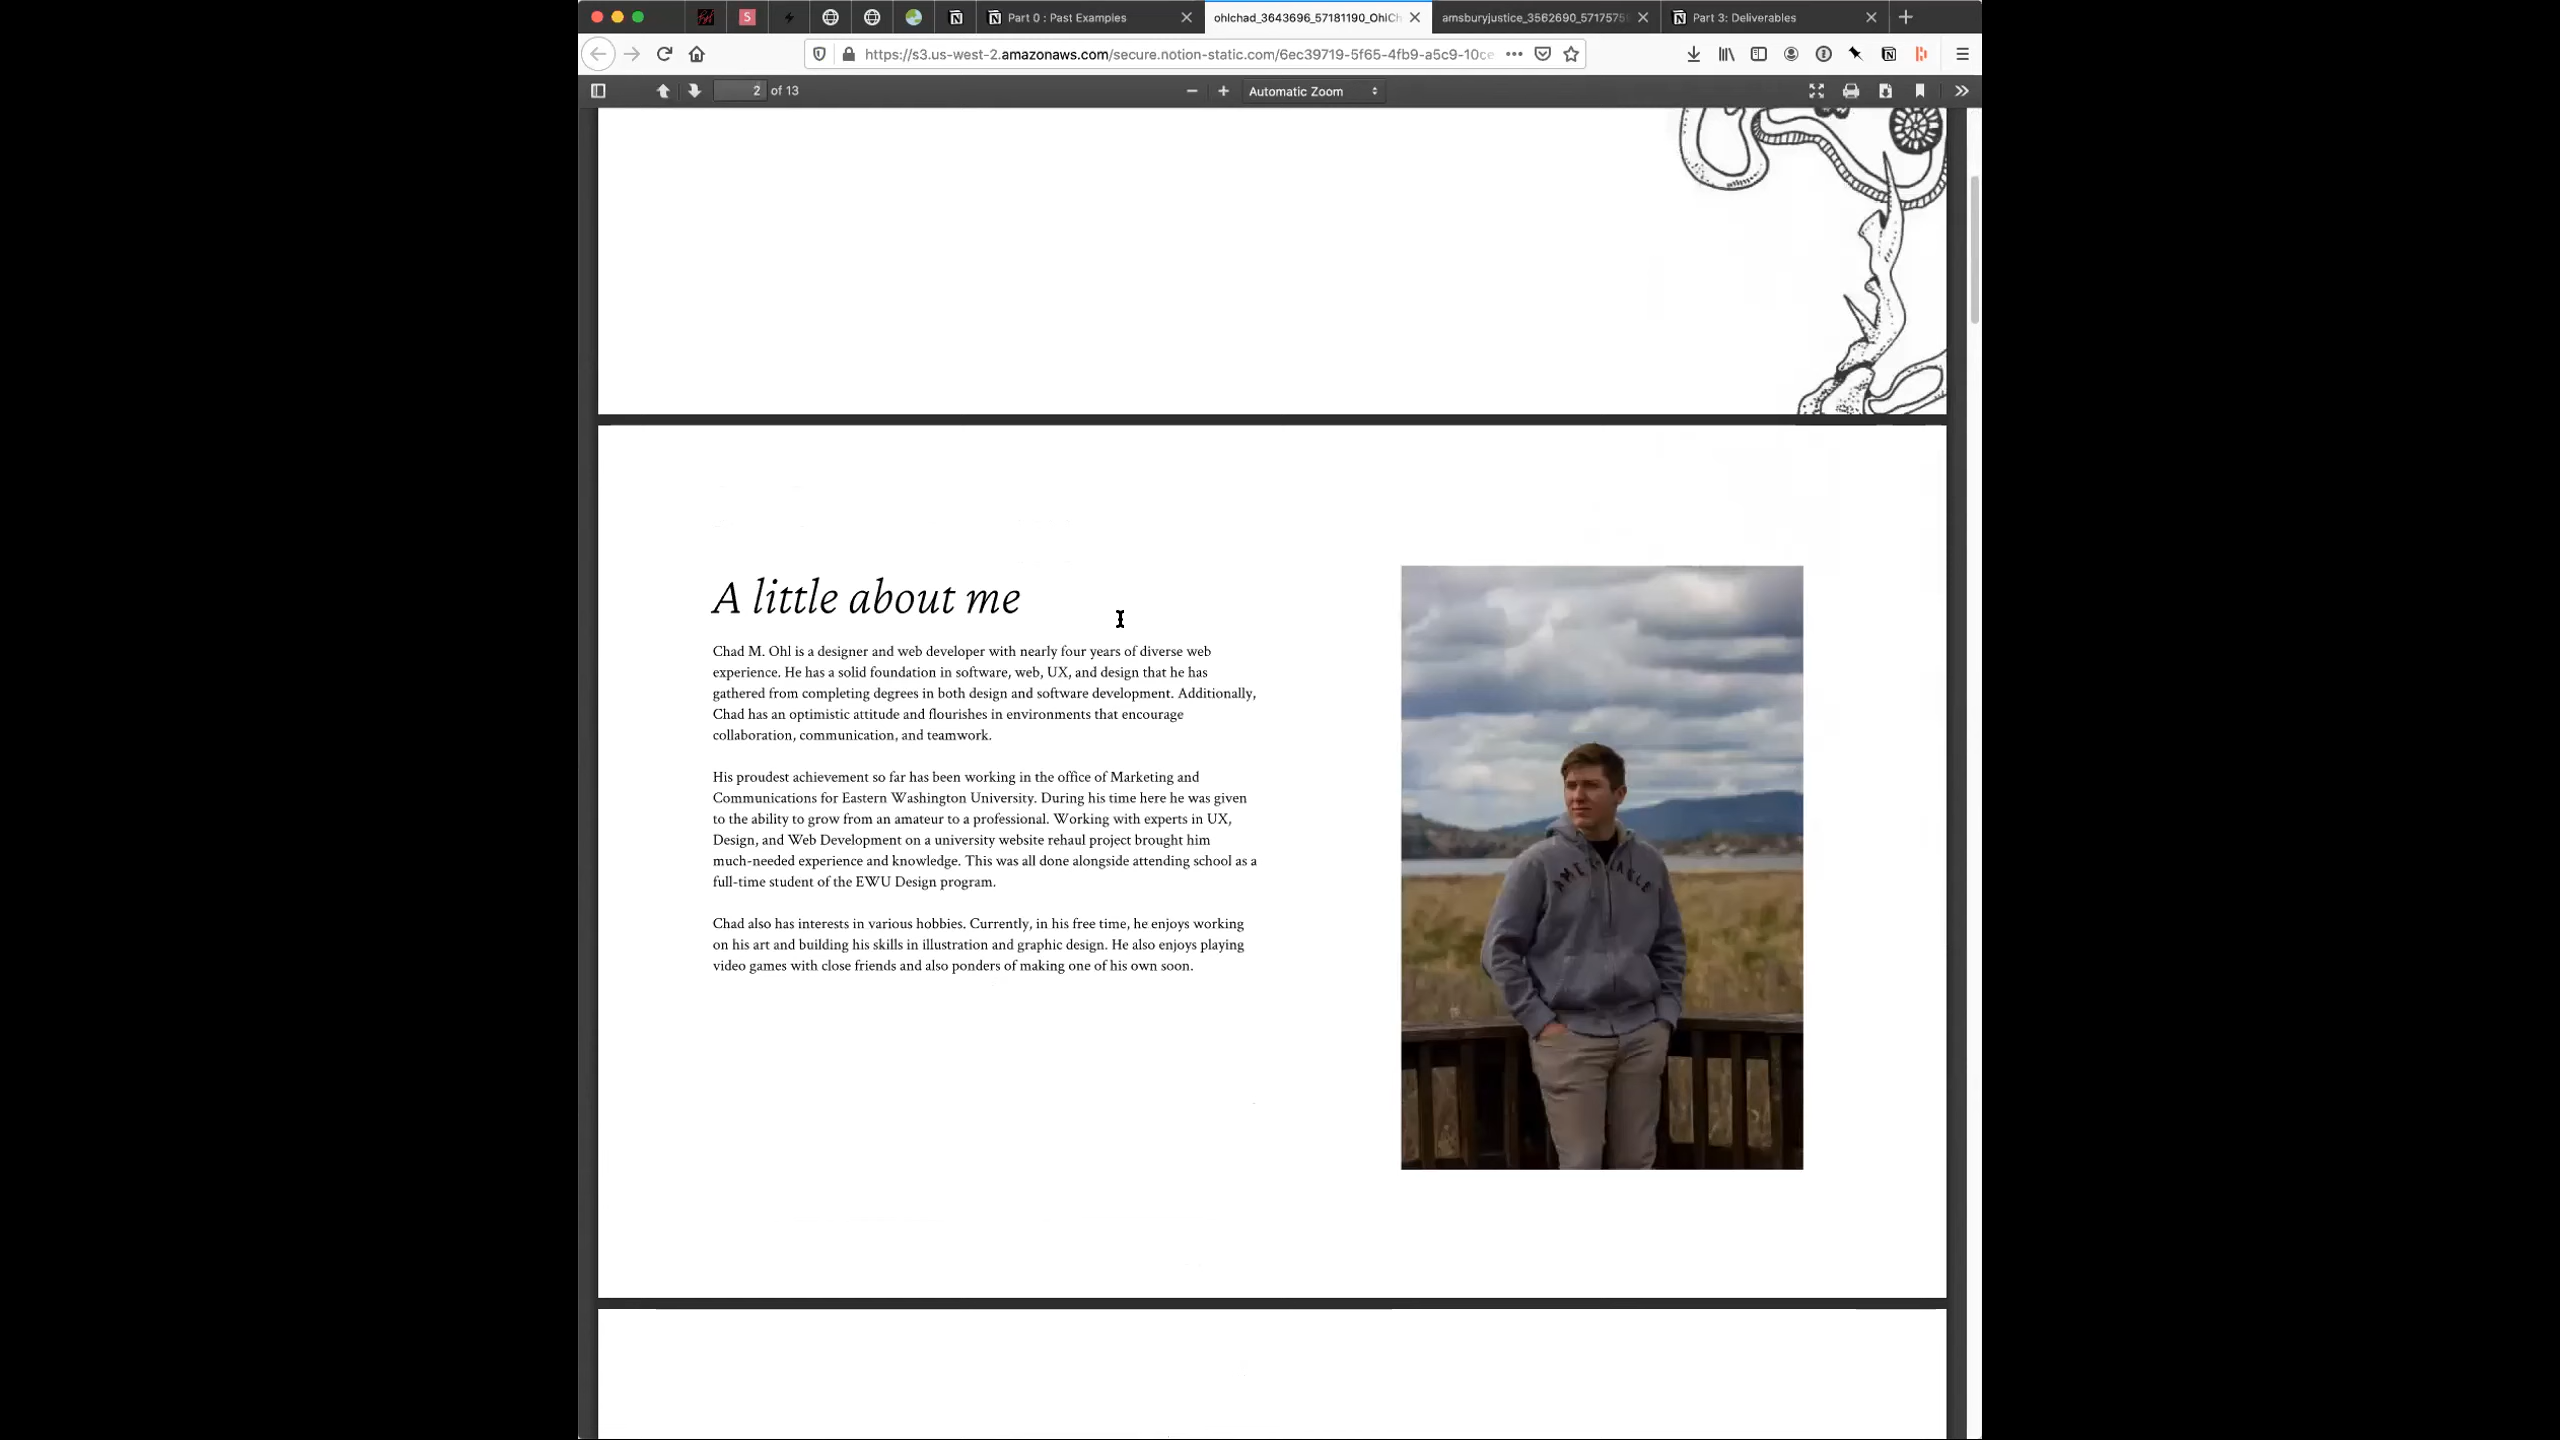 Part 0 : Past Examples
ohlchad_3643696_57181190_OhlCh
amsburyjustice_3562690_5717575
Part 3: Deliverables
https://s3.us-west-2.amazonaws.com/secure.notion-static.com/6ec39719-5f65-4fb9-a5c9-10ce
2 of 13
Automatic Zoom
A little about me
Chad M. Ohl is a designer and web developer with nearly four years of diverse web
experience. He has a solid foundation in software, web, UX, and design that he has
gathered from completing degrees in both design and software development. Additionally,
Chad has an optimistic attitude and flourishes in environments that encourage
collaboration, communication, and teamwork.
His proudest achievement so far has been working in the office of Marketing and
Communications for Eastern Washington University. During his time here he was given
to the ability to grow from an amateur to a professional. Working with experts in UX,
Design, and Web Development on a university website rehaul project brought him
much-needed experience and knowledge. This was all done alongside attending school as a
full-time student of the EWU Design program.
Chad also has interests in various hobbies. Currently, in his free time, he enjoys working
on his art and building his skills in illustration and graphic design. He also enjoys playing
video games with close friends and also ponders of making one of his own soon.